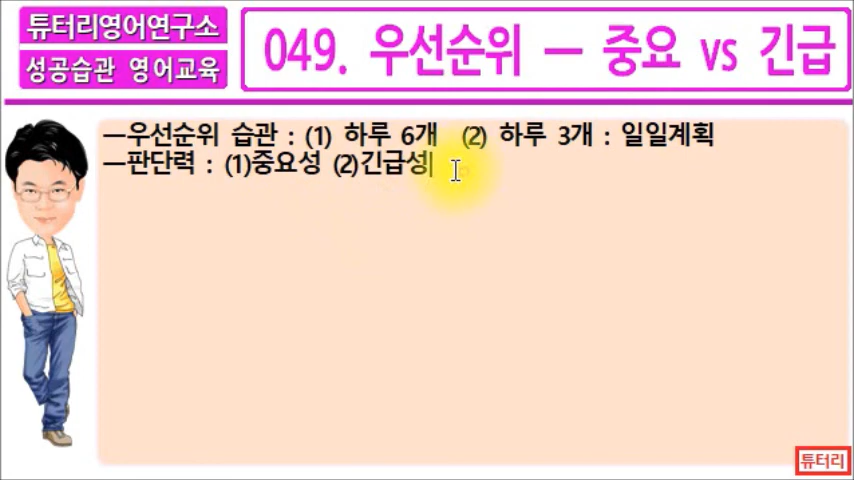 튜터리영어연구소
성공습관 영어교육
049. 우선순위 - 중요 vs 긴급
-우선순위 습관 : (1) 하루 6개 (2) 하루 3개 : 일일계획
-판단력 : (1)중요성 (2)긴급성
튜터리